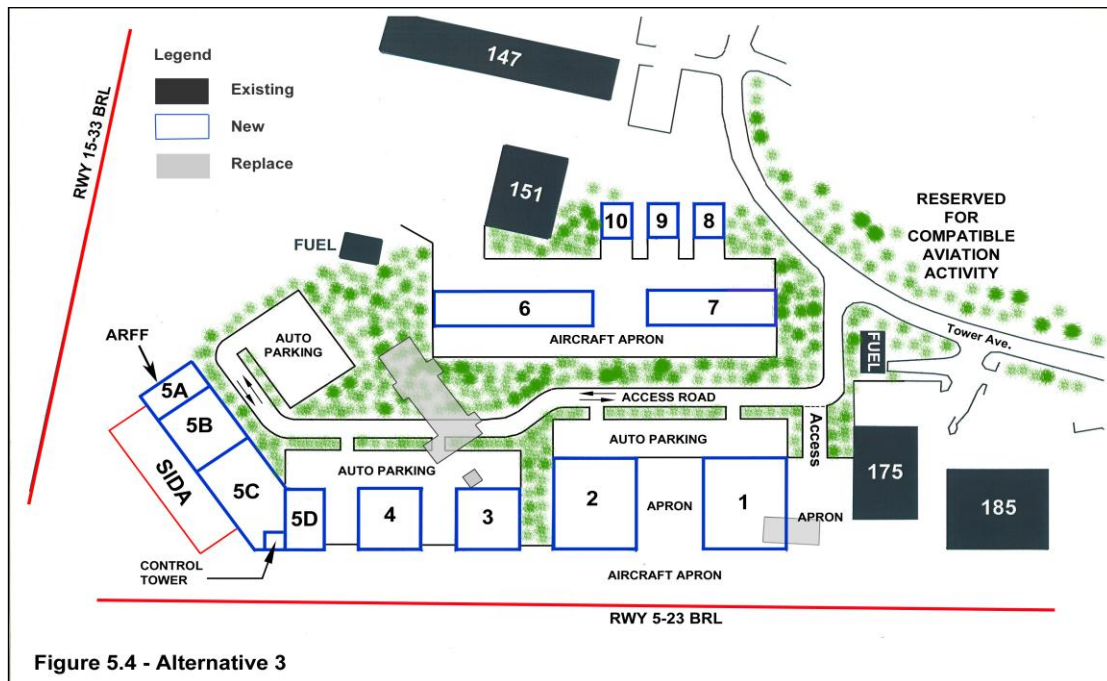 Legend
Existing
New
Replace
147
RWY 15-33 BRL
151
10
9
8
RESERVED
FOR
COMPATIBLE
AVIATION
ACTIVITY
FUEL
6
7
AIRCRAFT APRON
Tower Ave.
FUEL
ARFF
AUTO
PARKING
5A
5B
5C
5D
SIDA
ACCESS ROAD
AUTO PARKING
Access
AUTO PARKING
4
3
2
APRON
1
APRON
175
185
CONTROL
TOWER
AIRCRAFT APRON
RWY 5-23 BRL
Figure 5.4 - Alternative 3